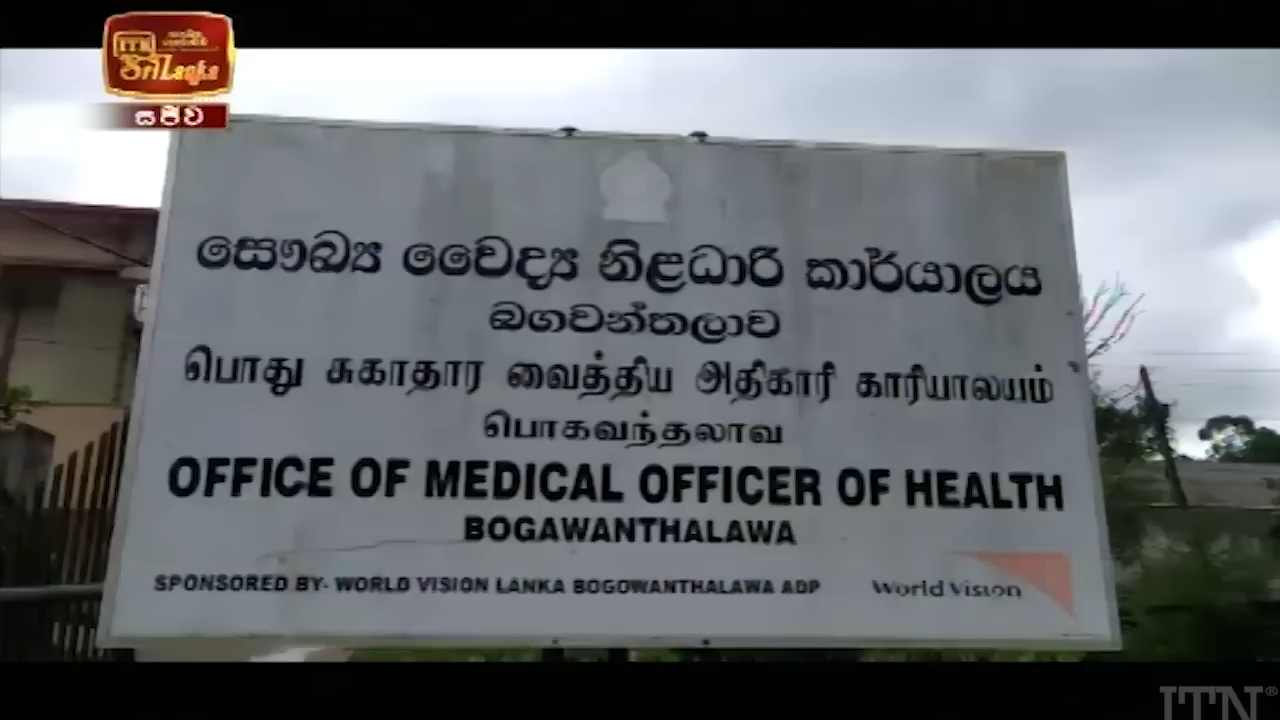 ITN
Sri Lanka
සජීව
සෞඛ්‍ය වෛද්‍ය නිළධාරි කාර්යාලය
බගවන්තලාව
பொது சுகாதார வைத்திய அதிகாரி காரியாலயம்
பொகவந்தலாவ
OFFICE OF MEDICAL OFFICER OF HEALTH
BOGAWANTHALAWA
SPONSORED BY- WORLD VISION LANKA BOGOWANTHALAWA ADP World Vision
ITN®